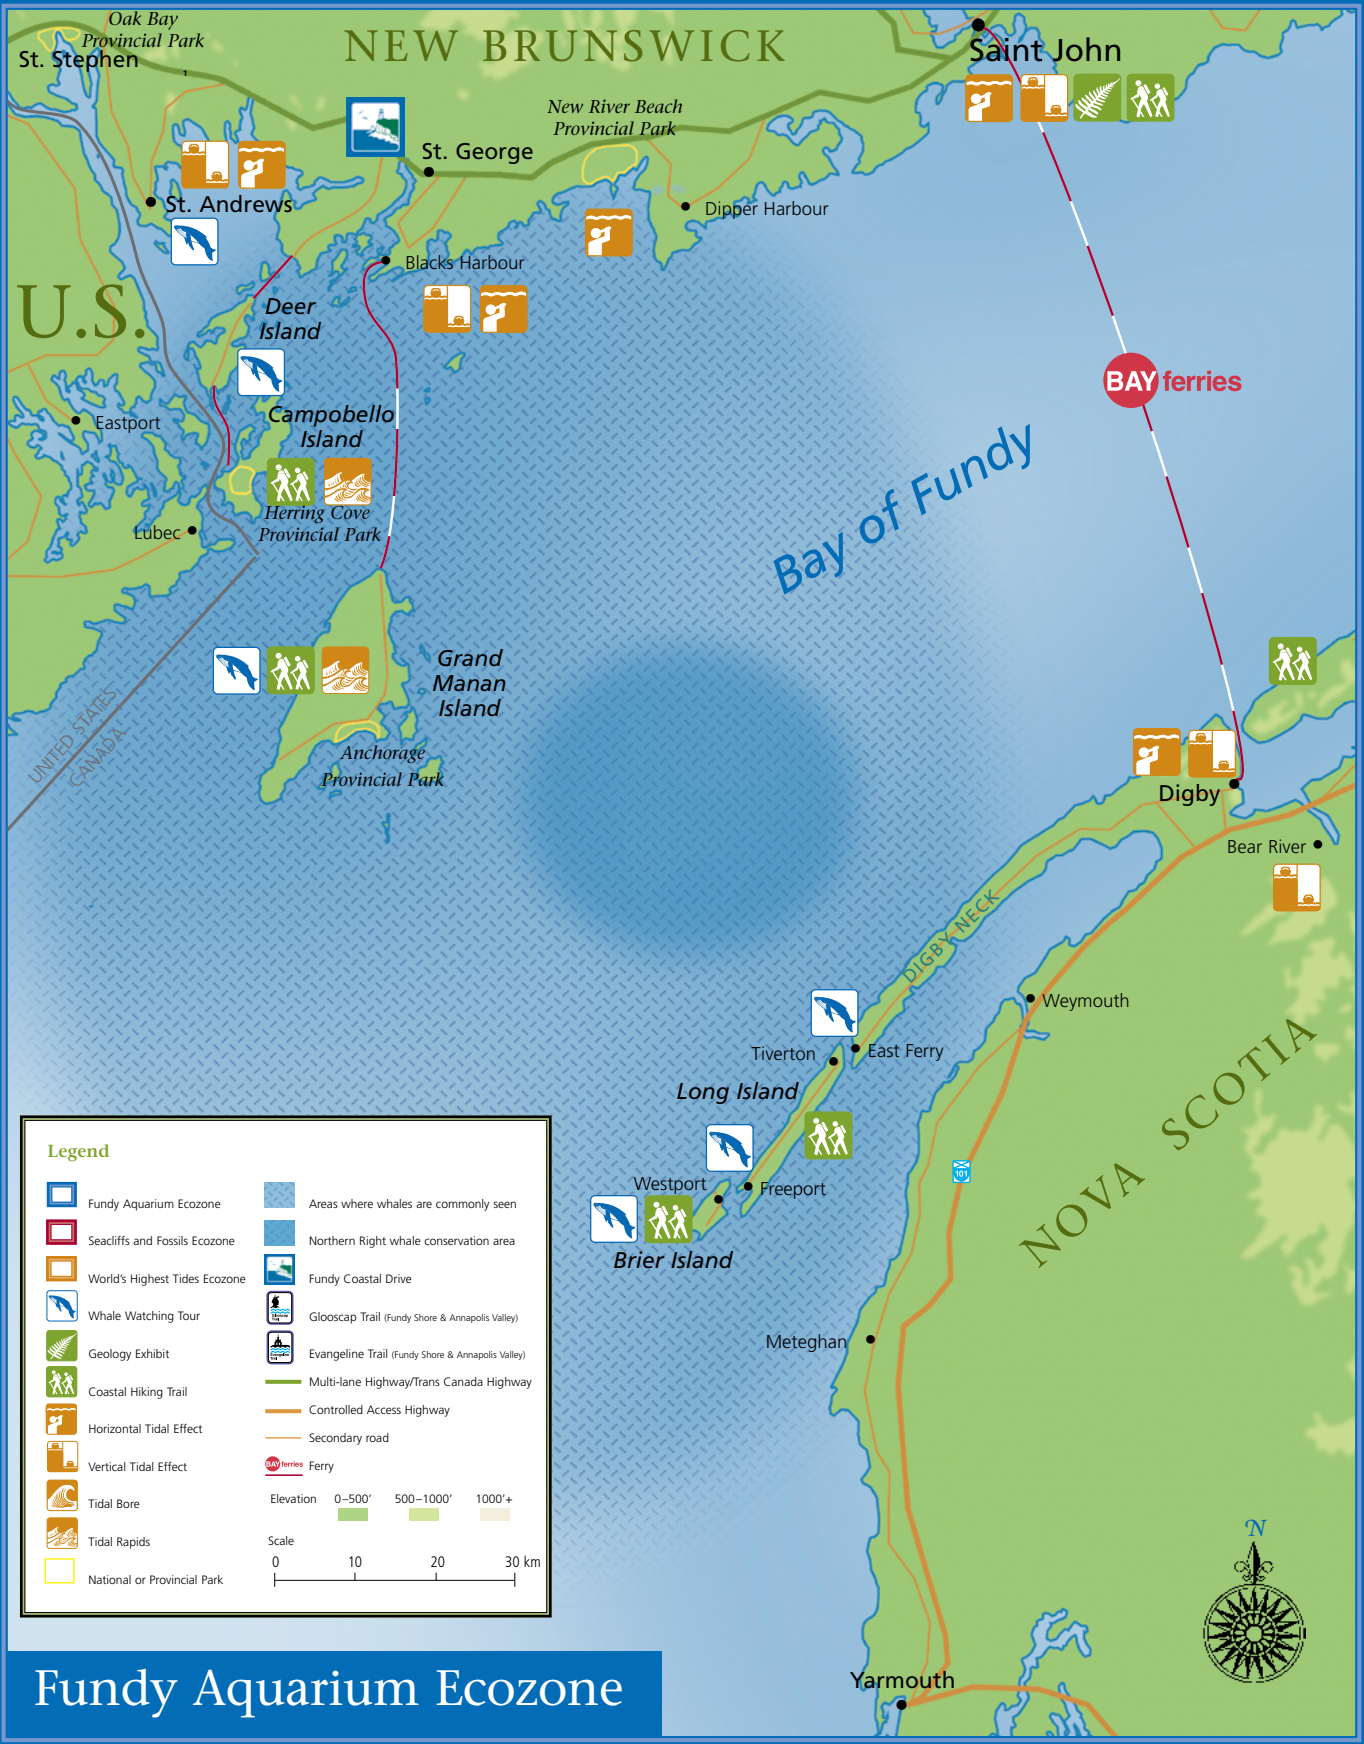 Oak Bay
Provincial Park
St. Stephen
1
NEW BRUNSWICK
Saint John
New River Beach
Provincial Park
St. George
St. Andrews
Dipper Harbour
Blacks Harbour
U.S.
Deer
Island
BAY ferries
Campobello
Island
Eastport
Bay of Fundy
Herring Cove
Provincial Park
Lubec
Grand
Manan
Island
UNITED STATES
CANADA
Anchorage
Provincial Park
Digby
Bear River
DIGBY NECK
Weymouth
Tiverton
East Ferry
Long Island
NOVA SCOTIA
101
Westport
Freeport
Brier Island
Meteghan
Yarmouth
N
Legend
Fundy Aquarium Ecozone
Seacliffs and Fossils Ecozone
World's Highest Tides Ecozone
Whale Watching Tour
Geology Exhibit
Coastal Hiking Trail
Horizontal Tidal Effect
Vertical Tidal Effect
Tidal Bore
Tidal Rapids
National or Provincial Park
Areas where whales are commonly seen
Northern Right whale conservation area
Fundy Coastal Drive
Glooscap Trail (Fundy Shore & Annapolis Valley)
Evangeline Trail (Fundy Shore & Annapolis Valley)
Multi-lane Highway/Trans Canada Highway
Controlled Access Highway
Secondary road
BAY ferries Ferry
Elevation 0–500' 500–1000' 1000'+
Scale
0 10 20 30 km
Fundy Aquarium Ecozone